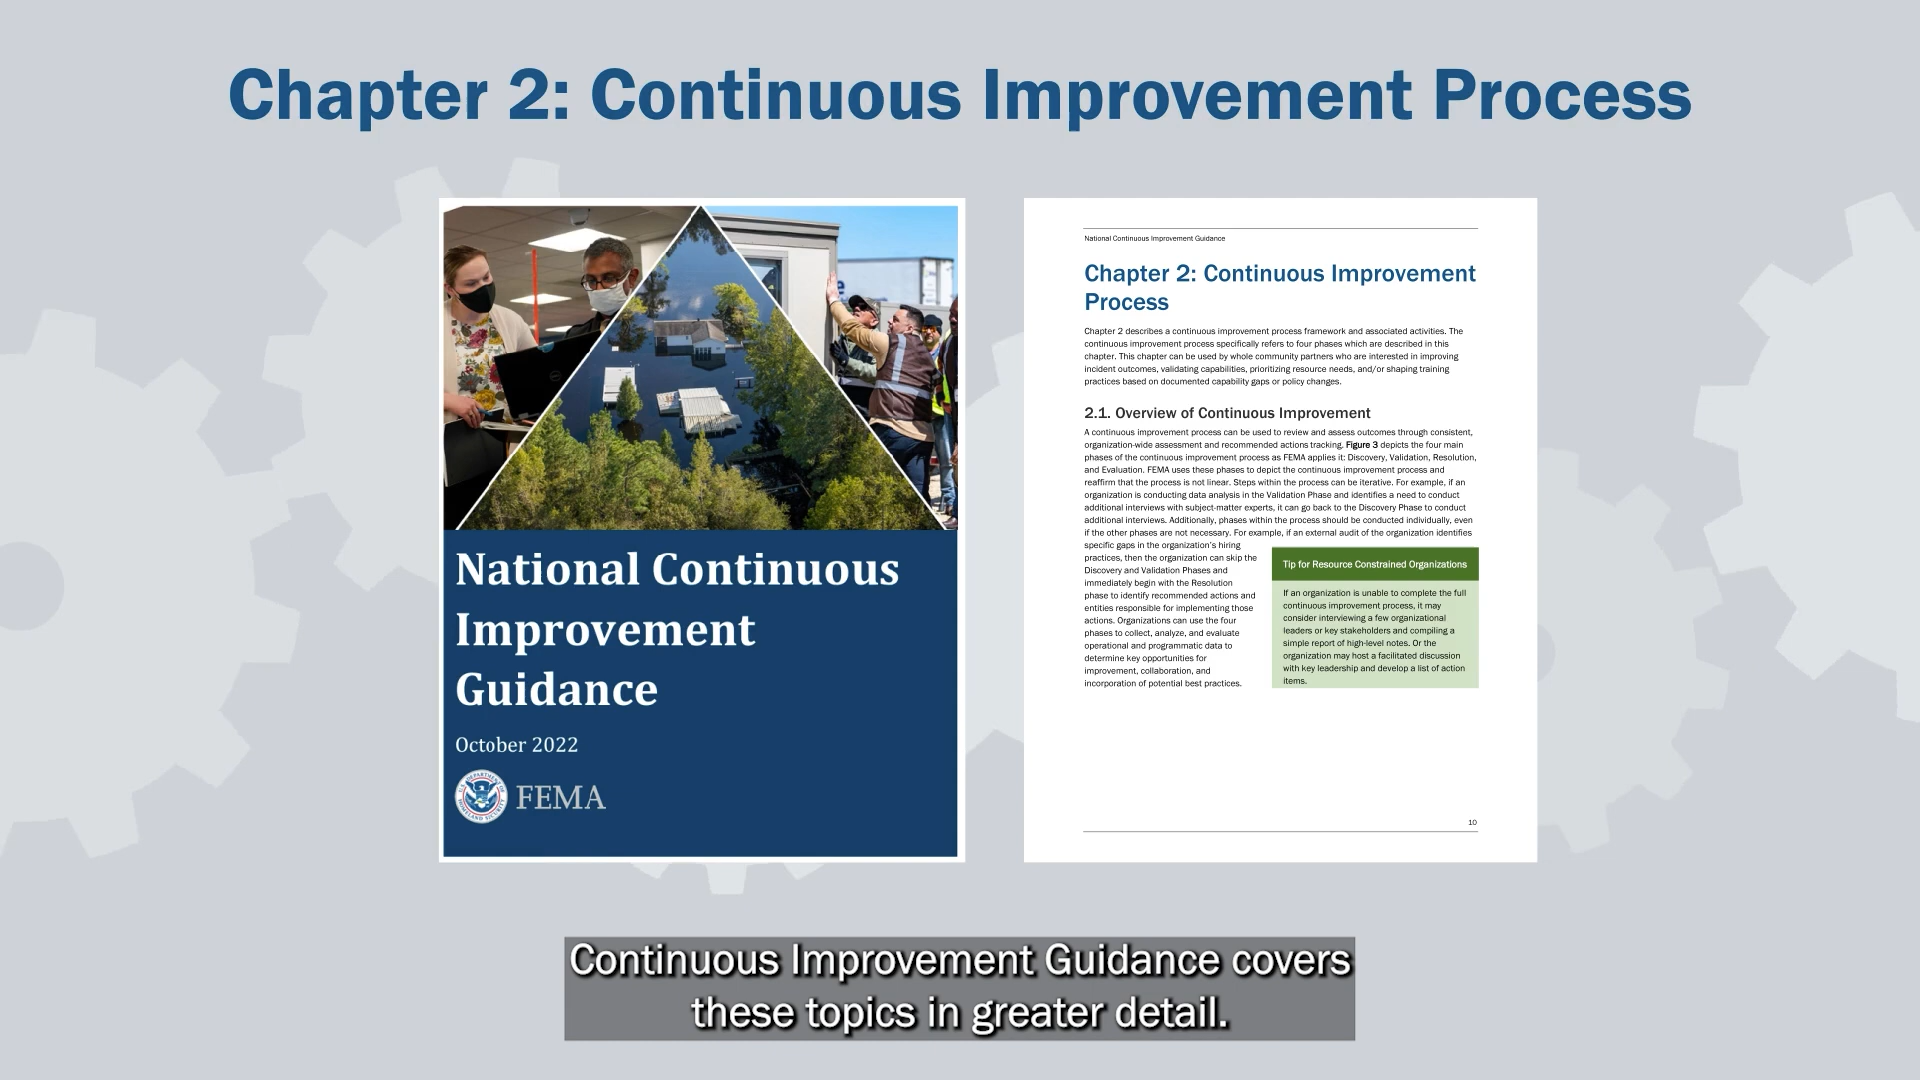 Chapter 2: Continuous Improvement Process
National Continuous
Improvement
Guidance
October 2022
FEMA
National Continuous Improvement Guidance
Chapter 2: Continuous Improvement
Process
Chapter 2 describes a continuous improvement process framework and associated activities. The
continuous improvement process specifically refers to four phases which are described in this
chapter. This chapter can be used by whole community partners who are interested in improving
incident outcomes, validating capabilities, prioritizing resource needs, and/or shaping training
practices based on documented capability gaps or policy changes.
2.1. Overview of Continuous Improvement
A continuous improvement process can be used to review and assess outcomes through consistent,
organization-wide assessment and recommended actions tracking. Figure 3 depicts the four main
phases of the continuous improvement process as FEMA applies it: Discovery, Validation, Resolution,
and Evaluation. FEMA uses these phases to depict the continuous improvement process and
reaffirm that the process is not linear. Steps within the process can be iterative. For example, if an
organization is conducting data analysis in the Validation Phase and identifies a need to conduct
additional interviews with subject-matter experts, it can go back to the Discovery Phase to conduct
additional interviews. Additionally, phases within the process should be conducted individually, even
if the other phases are not necessary. For example, if an external audit of the organization identifies
specific gaps in the organization's hiring
practices, then the organization can skip the
Discovery and Validation Phases and
immediately begin with the Resolution
phase to identify recommended actions and
entities responsible for implementing those
actions. Organizations can use the four
phases to collect, analyze, and evaluate
operational and programmatic data to
determine key opportunities for
improvement, collaboration, and
incorporation of potential best practices.
Tip for Resource Constrained Organizations
If an organization is unable to complete the full
continuous improvement process, it may
consider interviewing a few organizational
leaders or key stakeholders and compiling a
simple report of high-level notes. Or the
organization may host a facilitated discussion
with key leadership and develop a list of action
items.
10
Continuous Improvement Guidance covers
these topics in greater detail.